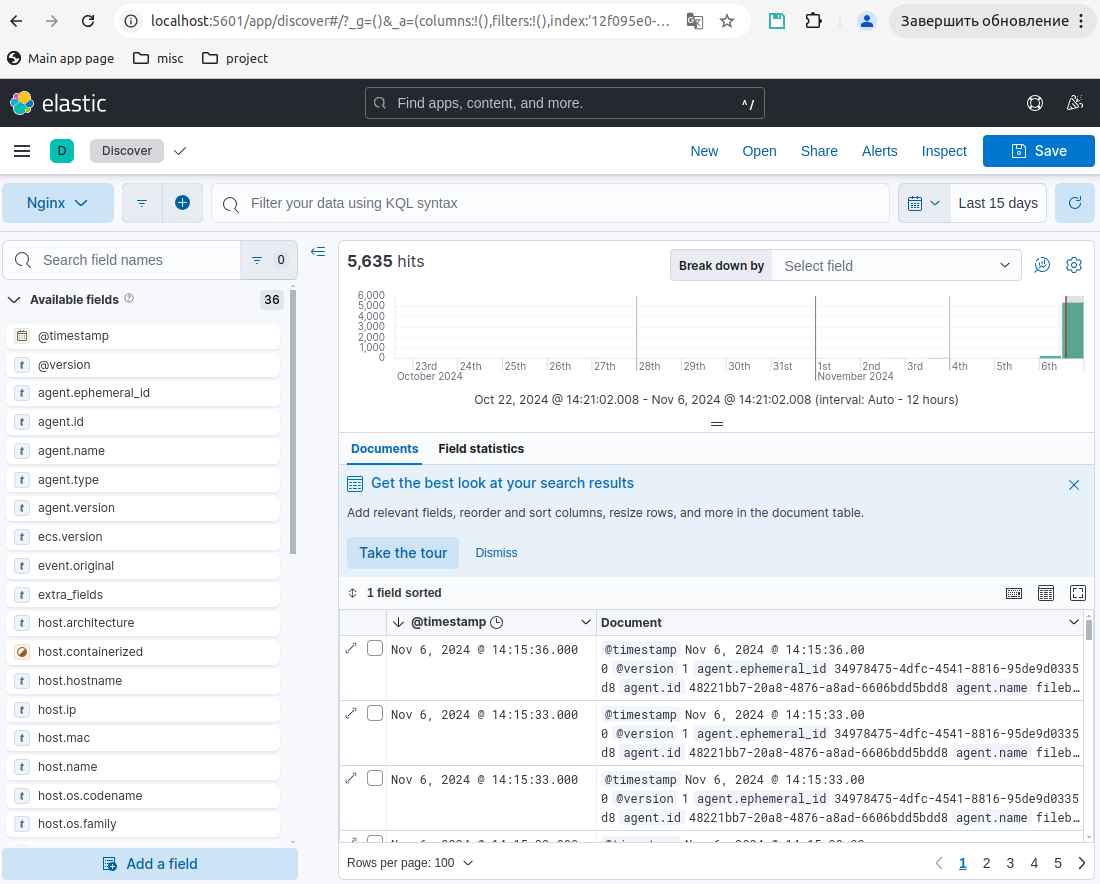 localhost:5601/app/discover#/?_g=()&_a=(columns:!(),filters:!(),index:'12f095e0-...
Завершить обновление
Main app page misc project
elastic
Find apps, content, and more.
^/
D Discover
New Open Share Alerts Inspect Save
Nginx
Filter your data using KQL syntax
Last 15 days
Search field names
0
Available fields
36
@timestamp
t @version
t agent.ephemeral_id
t agent.id
t agent.name
t agent.type
t agent.version
t ecs.version
t event.original
t extra_fields
t host.architecture
host.containerized
t host.hostname
t host.ip
t host.mac
t host.name
t host.os.codename
t host.os.family
Add a field
5,635 hits
Break down by Select field
6,000
5,000
4,000
3,000
2,000
1,000
0
23rd 24th 25th 26th 27th 28th 29th 30th 31st 1st 2nd 3rd 4th 5th 6th
October 2024 November 2024
Oct 22, 2024 @ 14:21:02.008 - Nov 6, 2024 @ 14:21:02.008 (interval: Auto - 12 hours)
Documents Field statistics
Get the best look at your search results
Add relevant fields, reorder and sort columns, resize rows, and more in the document table.
Take the tour Dismiss
1 field sorted
@timestamp Document
Nov 6, 2024 @ 14:15:36.000 @timestamp Nov 6, 2024 @ 14:15:36.00
0 @version 1 agent.ephemeral_id 34978475-4dfc-4541-8816-95de9d0335
d8 agent.id 48221bb7-20a8-4876-a8ad-6606bdd5bdd8 agent.name fileb…
Nov 6, 2024 @ 14:15:33.000 @timestamp Nov 6, 2024 @ 14:15:33.00
0 @version 1 agent.ephemeral_id 34978475-4dfc-4541-8816-95de9d0335
d8 agent.id 48221bb7-20a8-4876-a8ad-6606bdd5bdd8 agent.name fileb…
Nov 6, 2024 @ 14:15:33.000 @timestamp Nov 6, 2024 @ 14:15:33.00
0 @version 1 agent.ephemeral_id 34978475-4dfc-4541-8816-95de9d0335
d8 agent.id 48221bb7-20a8-4876-a8ad-6606bdd5bdd8 agent.name fileb…
Rows per page: 100
1 2 3 4 5